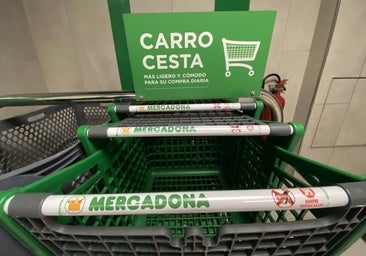 CARRO
CESTA
MÁS LIGERO Y CÓMODO
PARA SU COMPRA DIARIA
MERCADONA
MERCADONA
MERCADONA